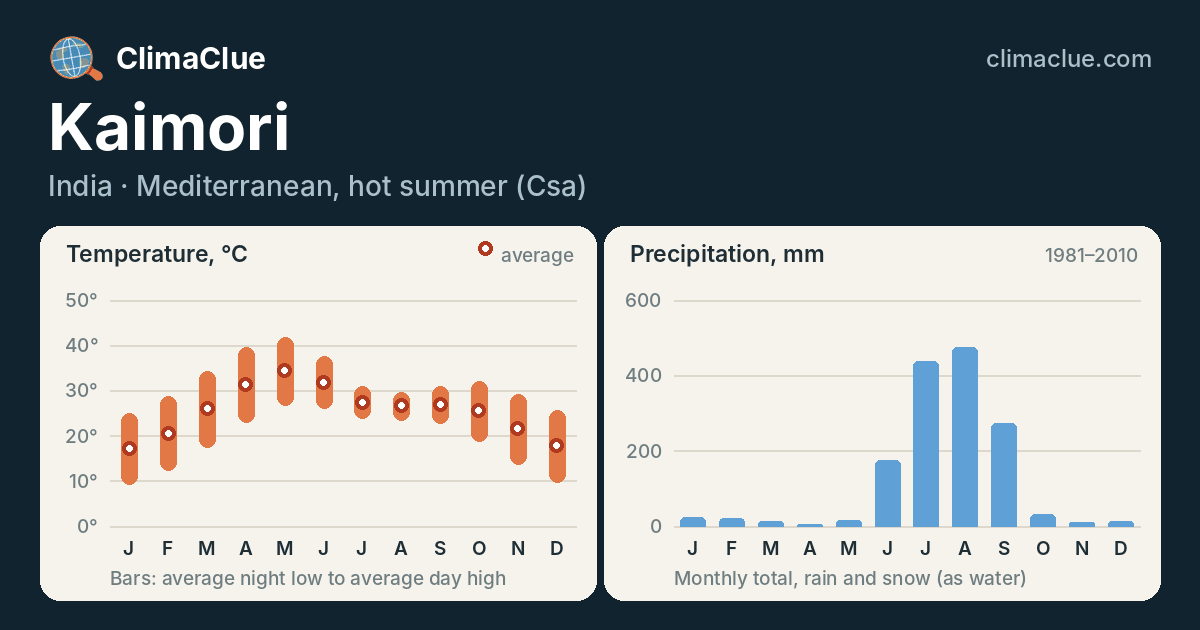 ClimaClue
climaclue.com
Kaimori
India · Mediterranean, hot summer (Csa)
Temperature, °C
average
50°
40°
30°
20°
10°
0°
J F M A M J J A S O N D
Bars: average night low to average day high
Precipitation, mm
1981–2010
600
400
200
0
J F M A M J J A S O N D
Monthly total, rain and snow (as water)